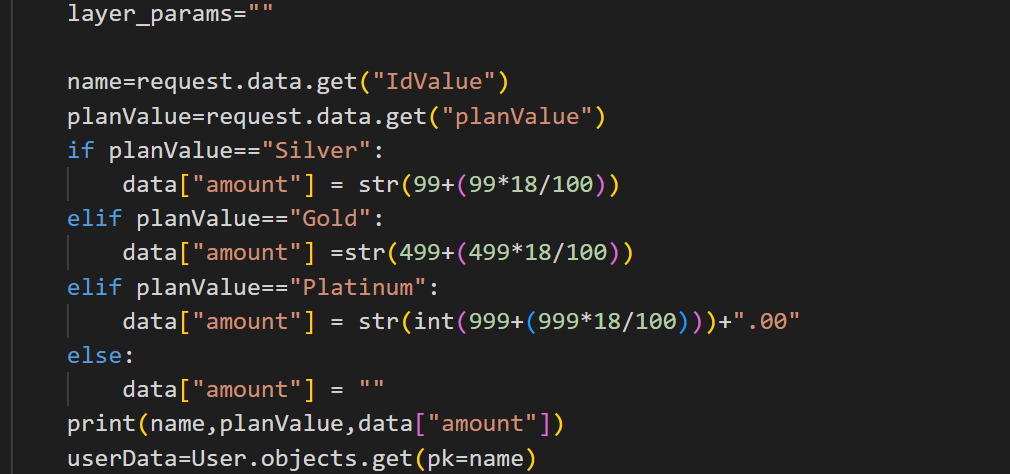 layer_params=""
name=request.data.get("IdValue")
planValue=request.data.get("planValue")
if planValue=="Silver":
data["amount"] = str(99+(99*18/100))
elif planValue=="Gold":
data["amount"] =str(499+(499*18/100))
elif planValue=="Platinum":
data["amount"] = str(int(999+(999*18/100)))+".00"
else:
data["amount"] = ""
print(name,planValue,data["amount"])
userData=User.objects.get(pk=name)